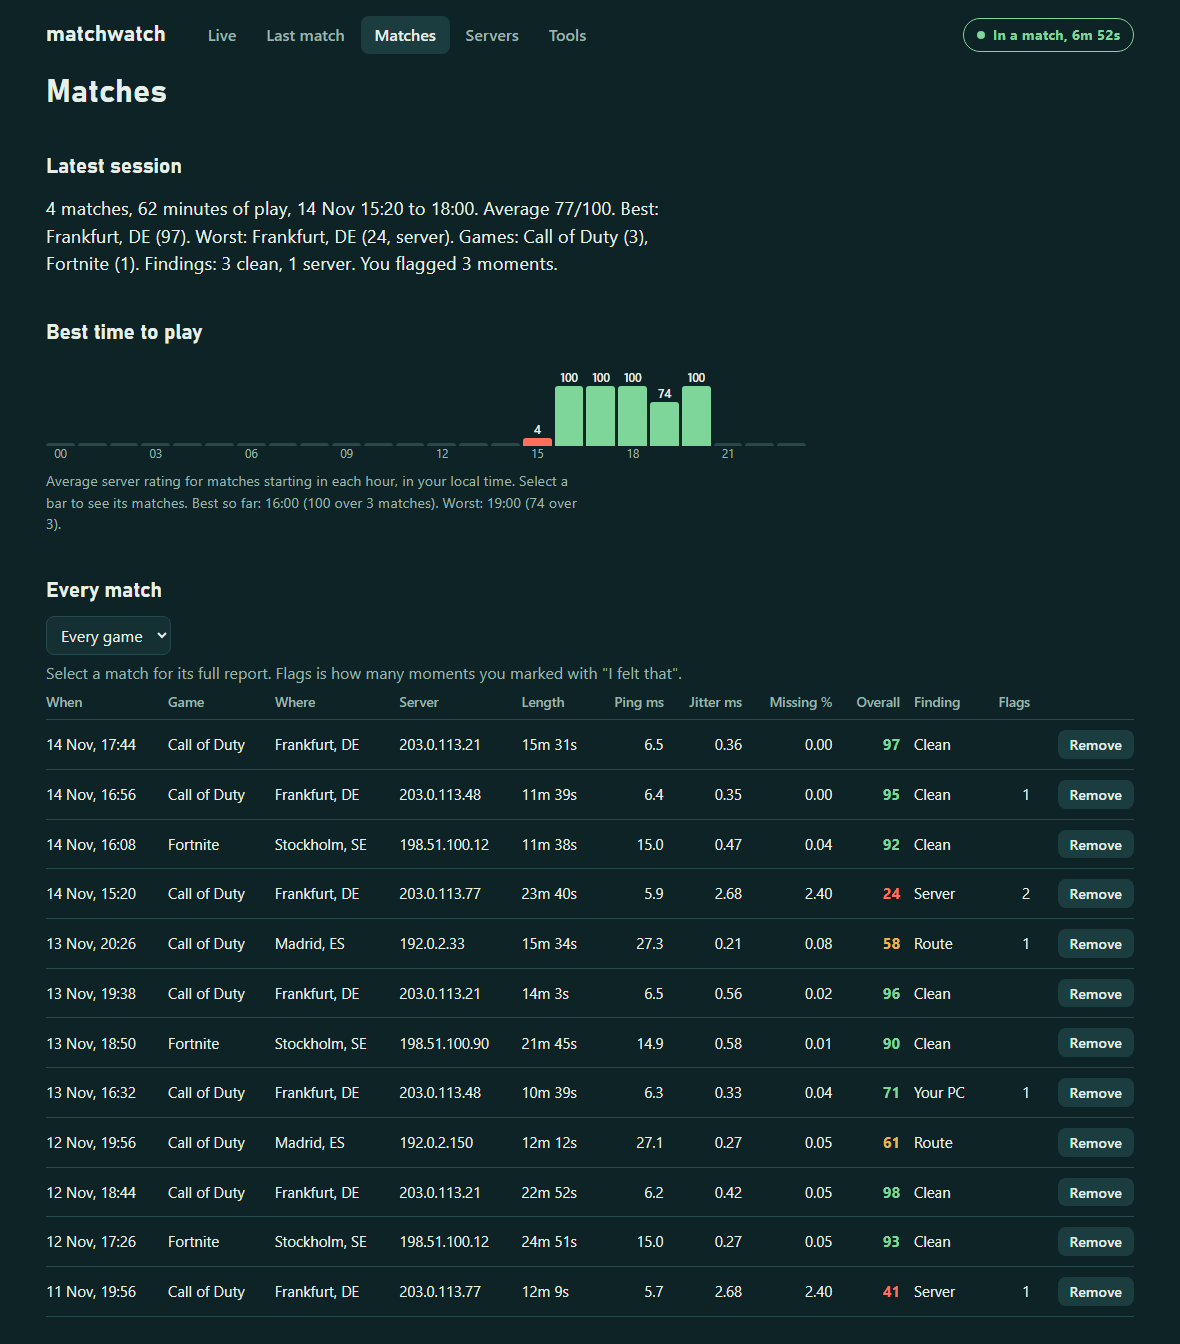 matchwatch Live Last match Matches Servers Tools In a match, 6m 52s
Matches
Latest session
4 matches, 62 minutes of play, 14 Nov 15:20 to 18:00. Average 77/100. Best:
Frankfurt, DE (97). Worst: Frankfurt, DE (24, server). Games: Call of Duty (3),
Fortnite (1). Findings: 3 clean, 1 server. You flagged 3 moments.
Best time to play
4 100 100 100 74 100
00 03 06 09 12 15 18 21
Average server rating for matches starting in each hour, in your local time. Select a
bar to see its matches. Best so far: 16:00 (100 over 3 matches). Worst: 19:00 (74 over
3).
Every match
Every game
Select a match for its full report. Flags is how many moments you marked with "I felt that".
When Game Where Server Length Ping ms Jitter ms Missing % Overall Finding Flags
14 Nov, 17:44 Call of Duty Frankfurt, DE 203.0.113.21 15m 31s 6.5 0.36 0.00 97 Clean Remove
14 Nov, 16:56 Call of Duty Frankfurt, DE 203.0.113.48 11m 39s 6.4 0.35 0.00 95 Clean 1 Remove
14 Nov, 16:08 Fortnite Stockholm, SE 198.51.100.12 11m 38s 15.0 0.47 0.04 92 Clean Remove
14 Nov, 15:20 Call of Duty Frankfurt, DE 203.0.113.77 23m 40s 5.9 2.68 2.40 24 Server 2 Remove
13 Nov, 20:26 Call of Duty Madrid, ES 192.0.2.33 15m 34s 27.3 0.21 0.08 58 Route 1 Remove
13 Nov, 19:38 Call of Duty Frankfurt, DE 203.0.113.21 14m 3s 6.5 0.56 0.02 96 Clean Remove
13 Nov, 18:50 Fortnite Stockholm, SE 198.51.100.90 21m 45s 14.9 0.58 0.01 90 Clean Remove
13 Nov, 16:32 Call of Duty Frankfurt, DE 203.0.113.48 10m 39s 6.3 0.33 0.04 71 Your PC 1 Remove
12 Nov, 19:56 Call of Duty Madrid, ES 192.0.2.150 12m 12s 27.1 0.27 0.05 61 Route Remove
12 Nov, 18:44 Call of Duty Frankfurt, DE 203.0.113.21 22m 52s 6.2 0.42 0.05 98 Clean Remove
12 Nov, 17:26 Fortnite Stockholm, SE 198.51.100.12 24m 51s 15.0 0.27 0.05 93 Clean Remove
11 Nov, 19:56 Call of Duty Frankfurt, DE 203.0.113.77 12m 9s 5.7 2.68 2.40 41 Server 1 Remove